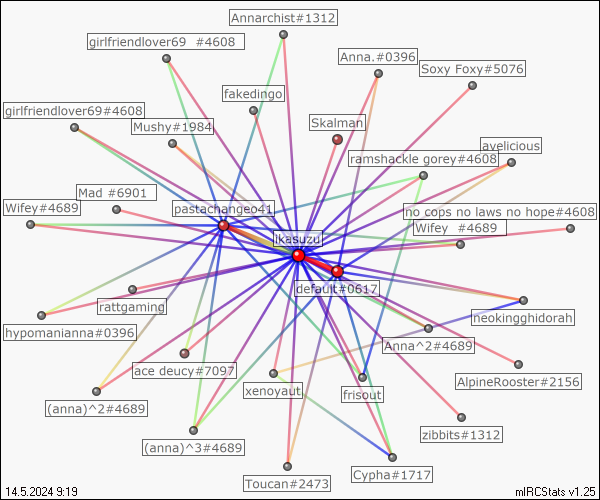 Annarchist#1312
girlfriendlover69 #4608
Anna.#0396
Soxy Foxy#5076
fakedingo
girlfriendlover69#4608
Mushy#1984
Skalman
avelicious
ramshackle gorey#4608
Mad #6901
Wifey#4689
pastachangeo41
no cops no laws no hope#4608
Wifey #4689
ikasuzu
default#0617
rattgaming
neokingghidorah
hypomanianna#0396
Anna^2#4689
ace deucy#7097
AlpineRooster#2156
xenoyaut
frisout
(anna)^2#4689
zibbits#1312
(anna)^3#4689
Cypha#1717
Toucan#2473
14.5.2024 9:19
mIRCStats v1.25